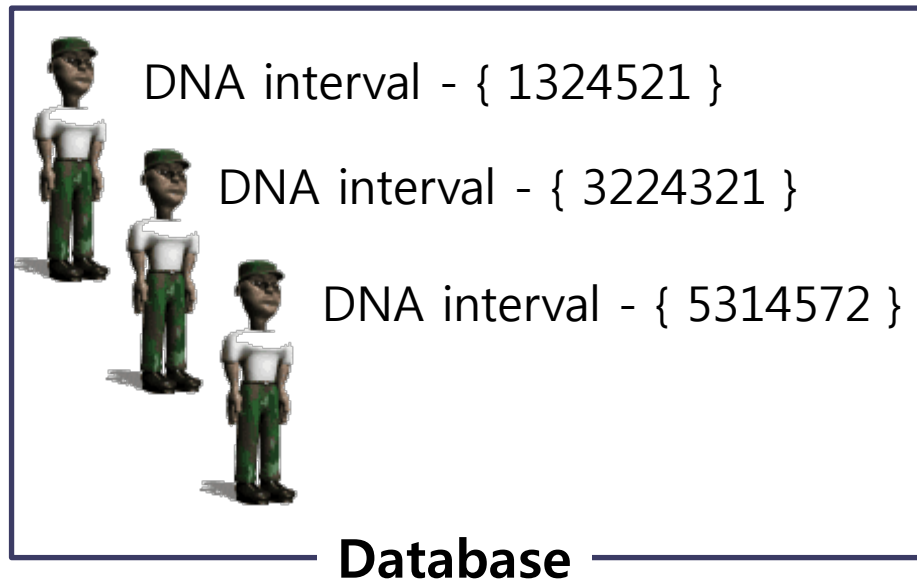 DNA interval - { 1324521 }
DNA interval - { 3224321 }
DNA interval - { 5314572 }
Database